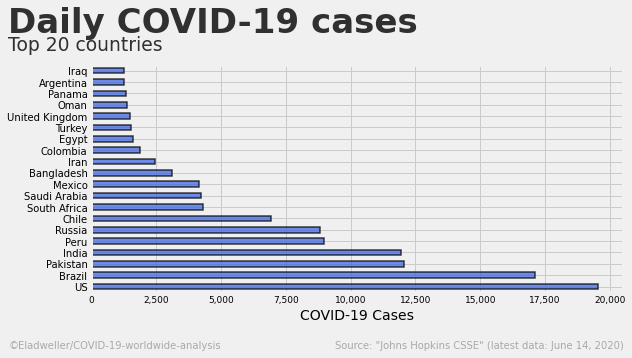 Daily COVID-19 cases
Top 20 countries
Iraq
Argentina
Panama
Oman
United Kingdom
Turkey
Egypt
Colombia
Iran
Bangladesh
Mexico
Saudi Arabia
South Africa
Chile
Russia
Peru
India
Pakistan
Brazil
US
0 2,500 5,000 7,500 10,000 12,500 15,000 17,500 20,000
COVID-19 Cases
©Eladweller/COVID-19-worldwide-analysis Source: "Johns Hopkins CSSE" (latest data: June 14, 2020)